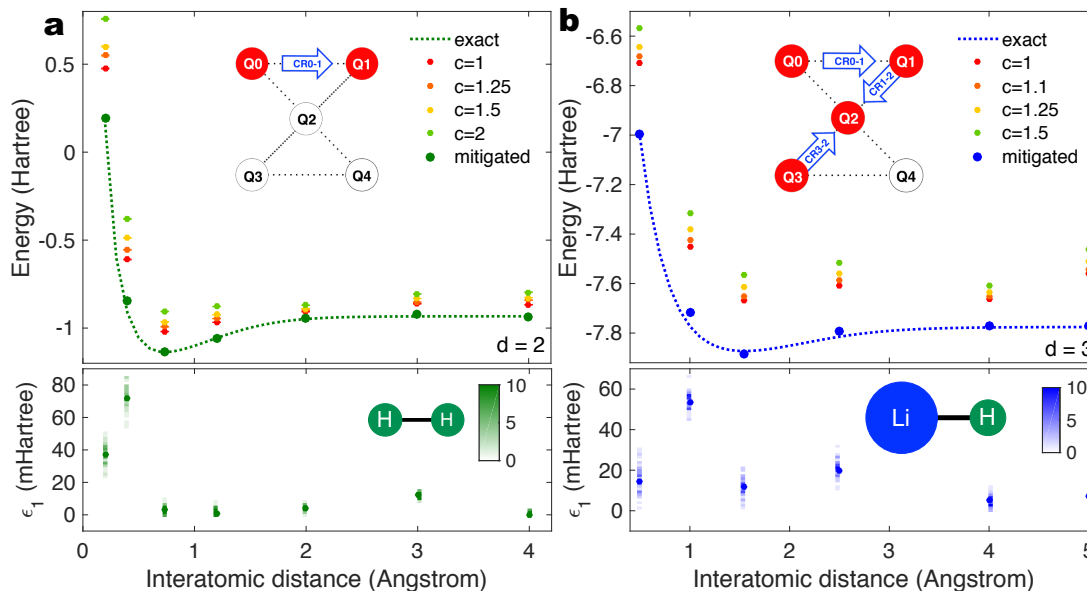 a
Energy (Hartree)
0.5
0
-0.5
-1
Q0
CR0-1
Q1
Q2
Q3
Q4
exact
c=1
c=1.25
c=1.5
c=2
mitigated
d = 2
ϵ1 (mHartree)
80
60
40
20
0
H
H
10
5
0
0
1
2
3
4
Interatomic distance (Angstrom)
b
Energy (Hartree)
-6.6
-6.8
-7
-7.2
-7.4
-7.6
-7.8
Q0
CR0-1
Q1
CR1-2
Q2
CR3-2
Q3
Q4
exact
c=1
c=1.1
c=1.25
c=1.5
mitigated
d = 3
ϵ1 (mHartree)
60
40
20
0
Li
H
10
5
0
1
2
3
4
5
Interatomic distance (Angstrom)